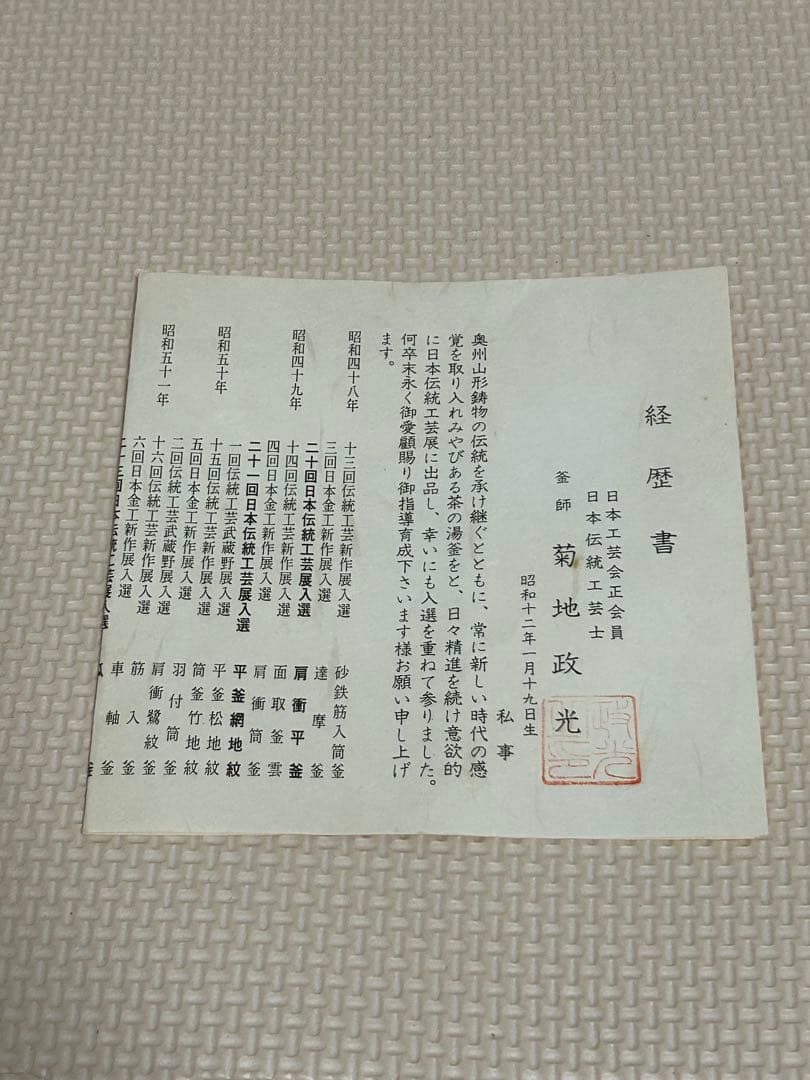 経歴書
日本工芸会正会員
日本伝統工芸士
釜師 菊地政光
昭和十二年一月十九日生
私事
奥州山形鋳物の伝統を承け継ぐとともに、常に新しい時代の感
覚を取り入れみやびある茶の湯釜をと、日々精進を続け意欲的
に日本伝統工芸展に出品し、幸いにも入選を重ねて参りました。
何卒末永く御愛顧賜り御指導育成下さいます様お願い申し上げ
ます。
昭和四十八年 十三回伝統工芸新作展入選 砂鉄筋入筒釜
三回日本金工新作展入選 達摩釜
二十回日本伝統工芸展入選 肩衝平釜
昭和四十九年 十四回伝統工芸新作展入選 面取釜雲
四回日本金工新作展入選 肩衝筒釜
二十一回日本伝統工芸展入選 平釜網地紋
一回伝統工芸武蔵野展入選 平釜松地紋
昭和五十年 十五回伝統工芸新作展入選 筒釜竹地紋
五回日本金工新作展入選 羽付筒釜
二回伝統工芸武蔵野展入選 肩衝鷺紋釜
昭和五十一年 十六回伝統工芸新作展入選 筋入釜
六回日本金工新作展入選 車軸釜
二十三回日本伝統工芸展入選 釜